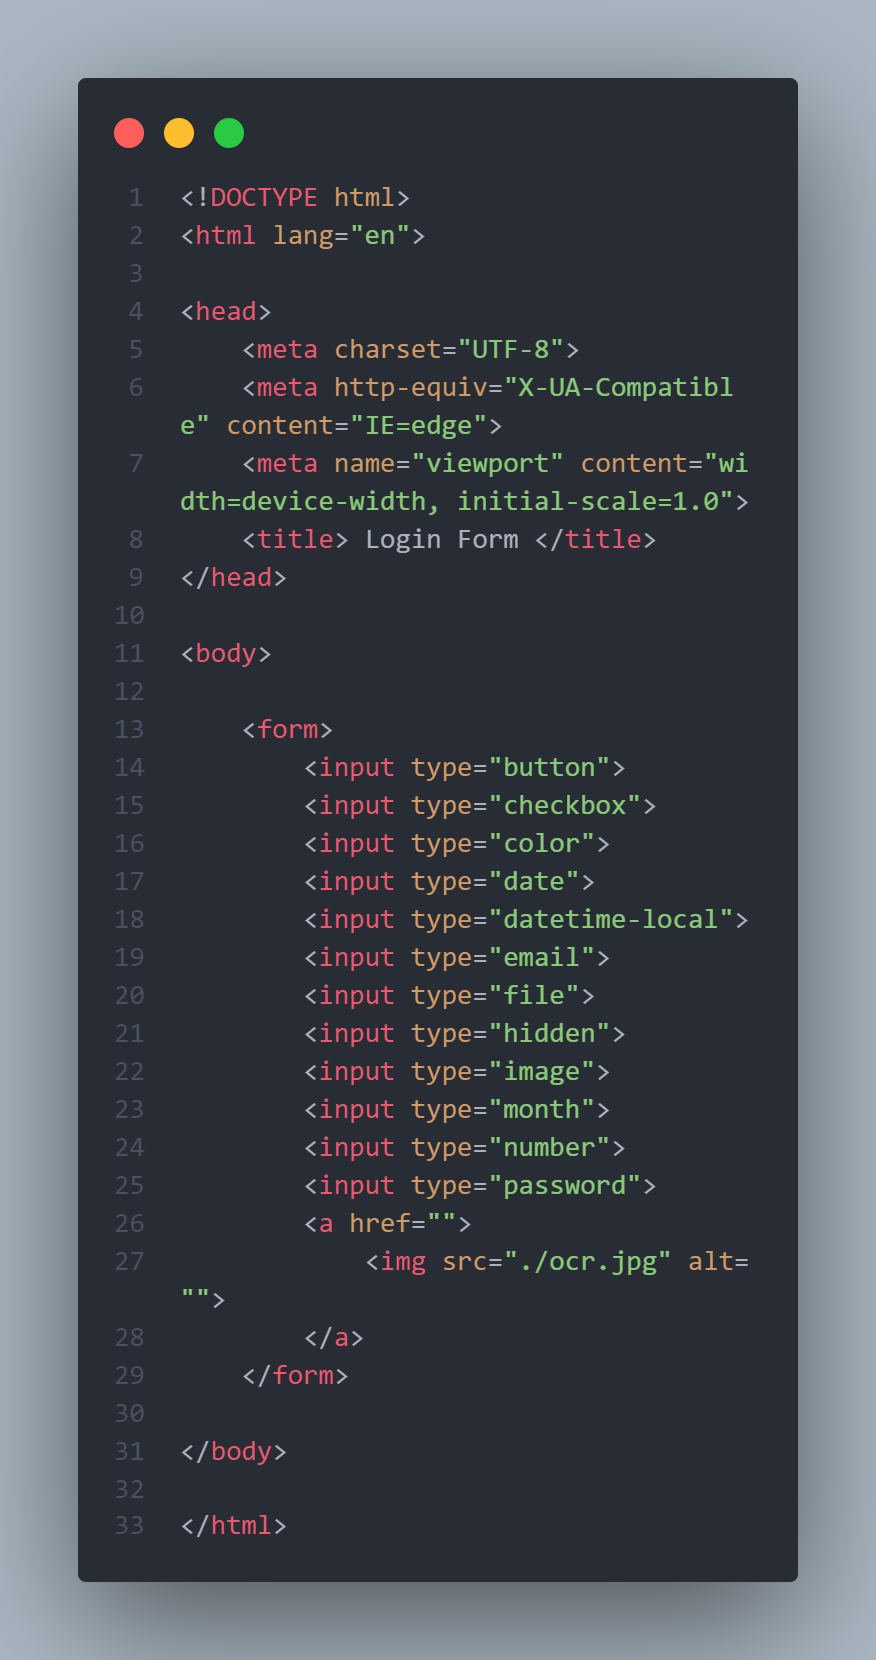 1 <!DOCTYPE html>
2 <html lang="en">
3
4 <head>
5     <meta charset="UTF-8">
6     <meta http-equiv="X-UA-Compatibl
e" content="IE=edge">
7     <meta name="viewport" content="wi
dth=device-width, initial-scale=1.0">
8     <title> Login Form </title>
9 </head>
10
11 <body>
12
13     <form>
14         <input type="button">
15         <input type="checkbox">
16         <input type="color">
17         <input type="date">
18         <input type="datetime-local">
19         <input type="email">
20         <input type="file">
21         <input type="hidden">
22         <input type="image">
23         <input type="month">
24         <input type="number">
25         <input type="password">
26         <a href="">
27             <img src="./ocr.jpg" alt=
"">
28         </a>
29     </form>
30
31 </body>
32
33 </html>